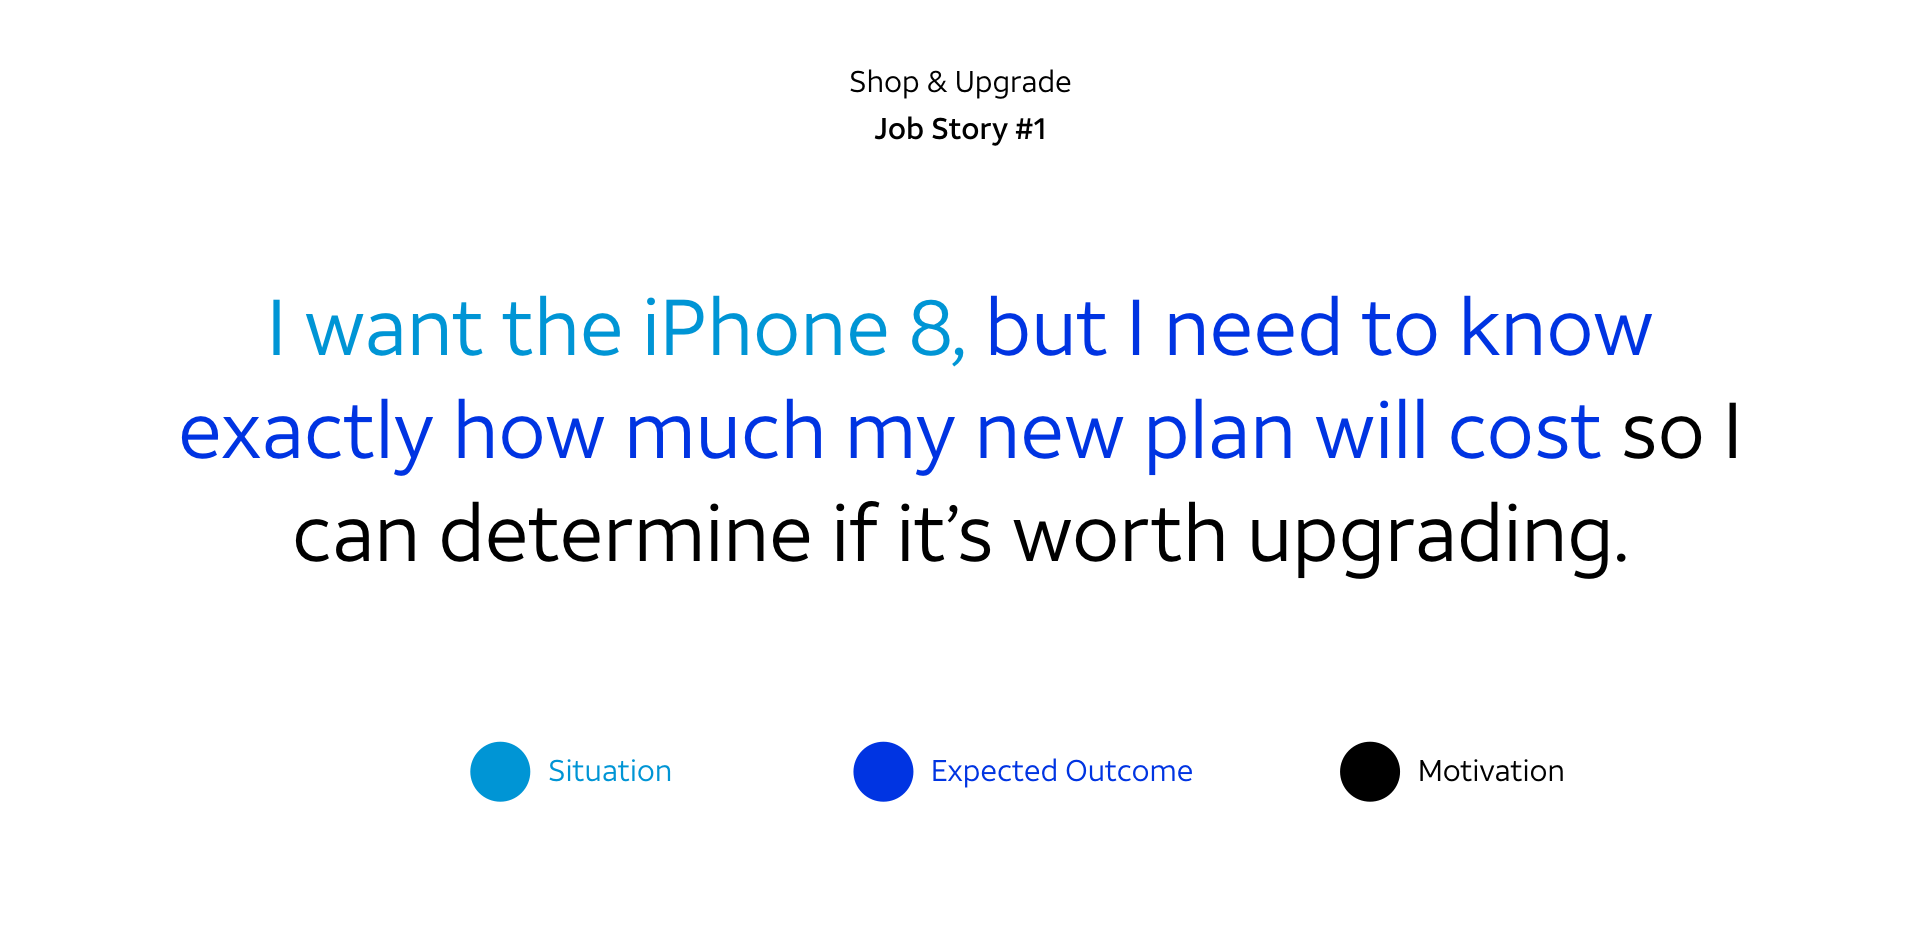 Shop & Upgrade
Job Story #1
I want the iPhone 8, but I need to know
exactly how much my new plan will cost so I
can determine if it’s worth upgrading.
Situation
Expected Outcome
Motivation